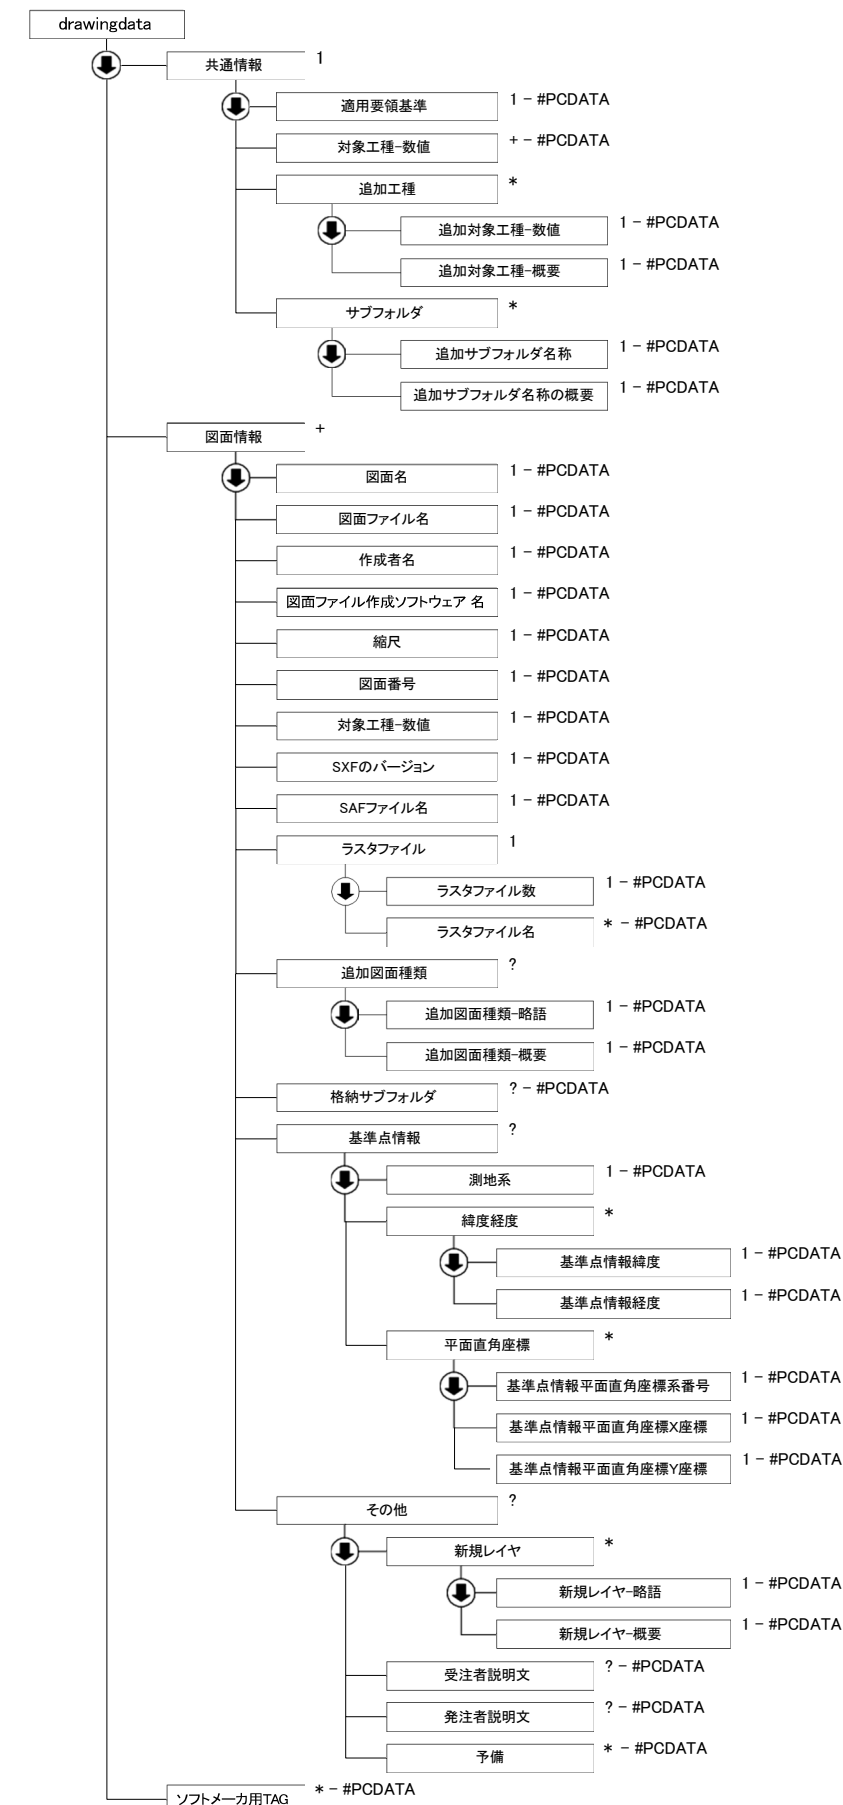 drawingdata
共通情報 1
適用要領基準 1 − #PCDATA
対象工種-数値 + − #PCDATA
追加工種 *
追加対象工種-数値 1 − #PCDATA
追加対象工種-概要 1 − #PCDATA
サブフォルダ *
追加サブフォルダ名称 1 − #PCDATA
追加サブフォルダ名称の概要 1 − #PCDATA
図面情報 +
図面名 1 − #PCDATA
図面ファイル名 1 − #PCDATA
作成者名 1 − #PCDATA
図面ファイル作成ソフトウェア 名 1 − #PCDATA
縮尺 1 − #PCDATA
図面番号 1 − #PCDATA
対象工種-数値 1 − #PCDATA
SXFのバージョン 1 − #PCDATA
SAFファイル名 1 − #PCDATA
ラスタファイル 1
ラスタファイル数 1 − #PCDATA
ラスタファイル名 * − #PCDATA
追加図面種類 ?
追加図面種類-略語 1 − #PCDATA
追加図面種類-概要 1 − #PCDATA
格納サブフォルダ ? − #PCDATA
基準点情報 ?
測地系 1 − #PCDATA
緯度経度 *
基準点情報緯度 1 − #PCDATA
基準点情報経度 1 − #PCDATA
平面直角座標 *
基準点情報平面直角座標系番号 1 − #PCDATA
基準点情報平面直角座標X座標 1 − #PCDATA
基準点情報平面直角座標Y座標 1 − #PCDATA
その他 ?
新規レイヤ *
新規レイヤ-略語 1 − #PCDATA
新規レイヤ-概要 1 − #PCDATA
受注者説明文 ? − #PCDATA
発注者説明文 ? − #PCDATA
予備 * − #PCDATA
ソフトメーカ用TAG * − #PCDATA